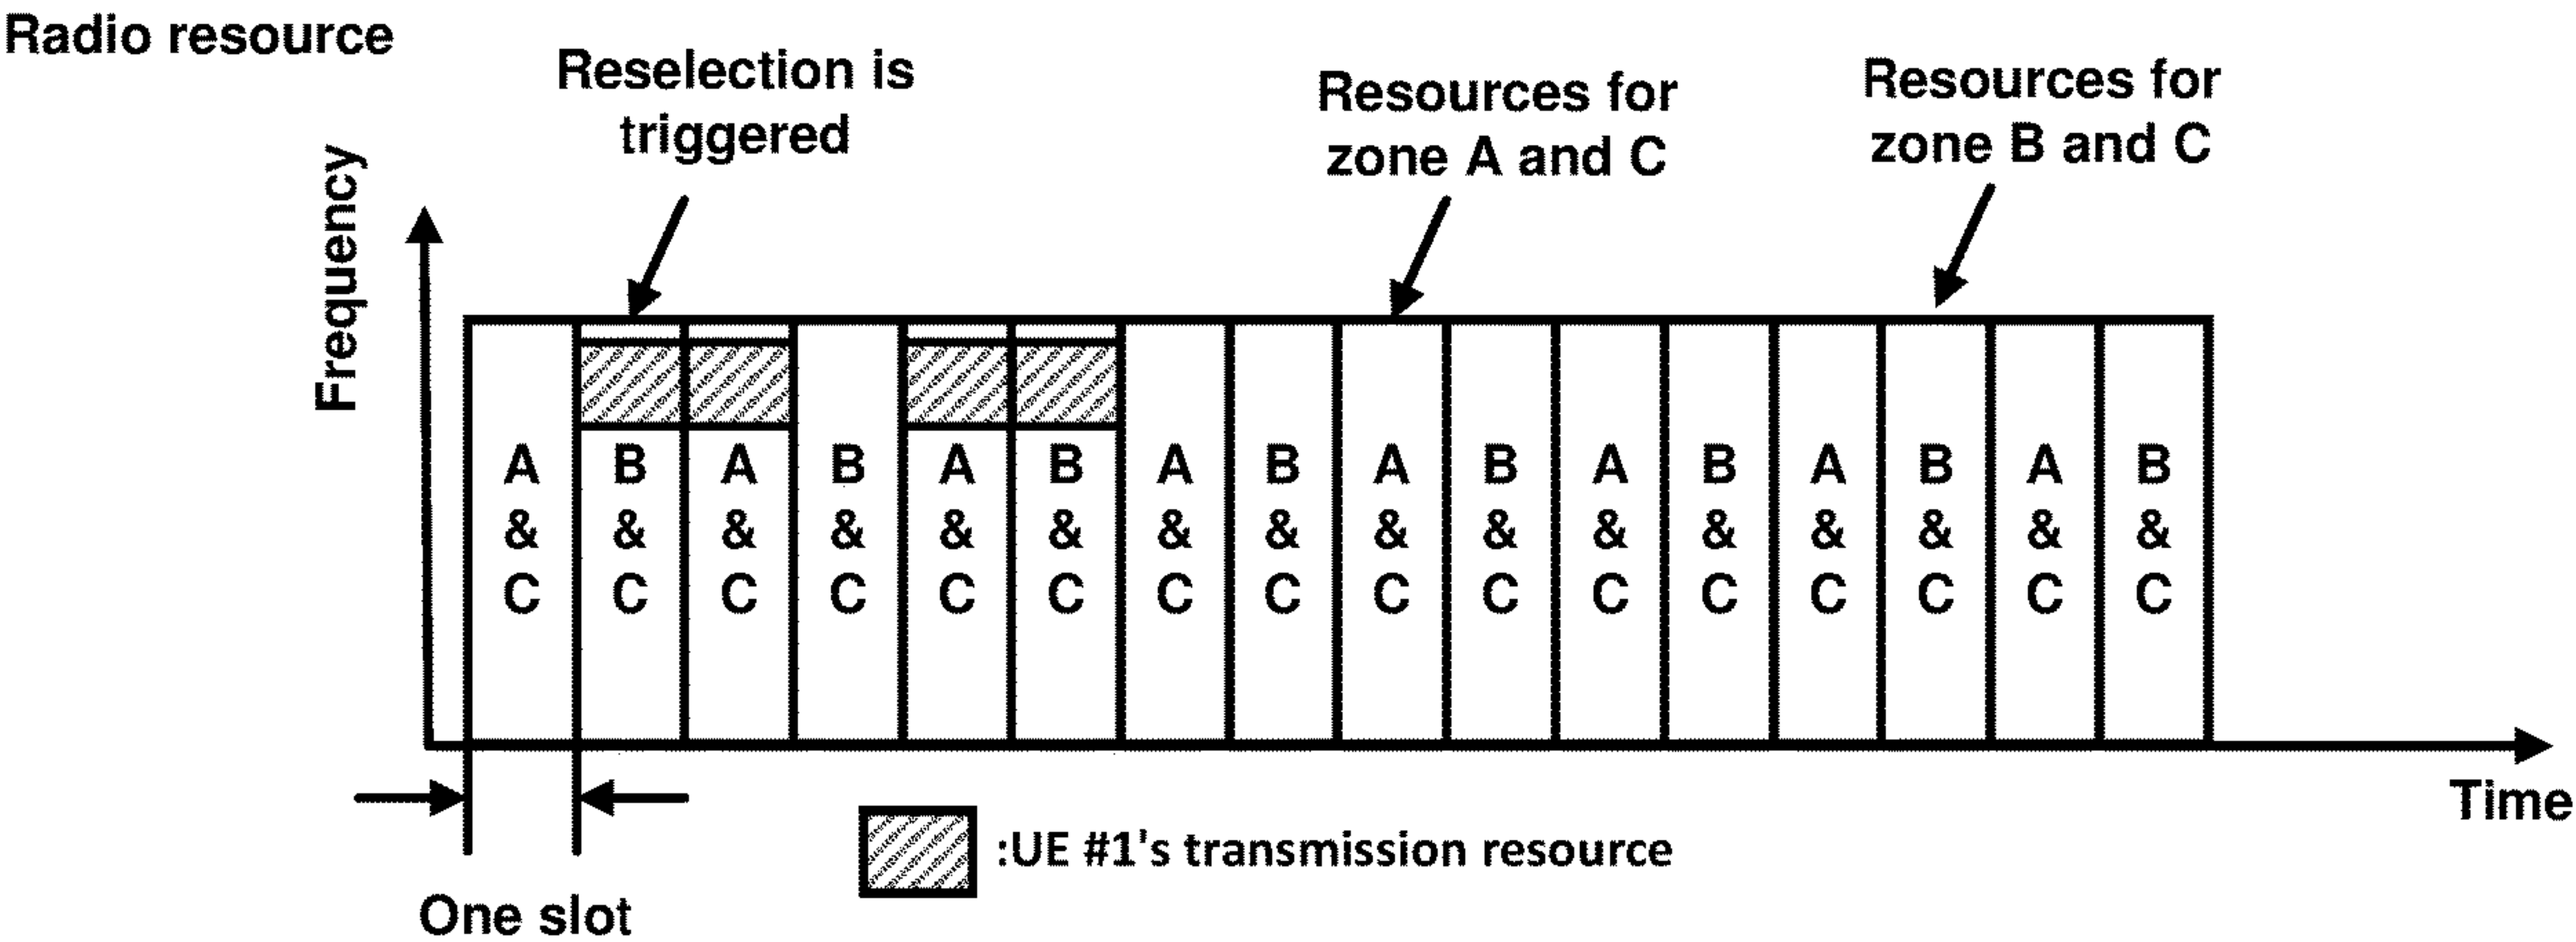 Radio resource
Reselection is
triggered
Resources for
zone A and C
Resources for
zone B and C
Frequency
A B A B A B A B A B A B A B A B
& & & & & & & & & & & & & & & &
C C C C C C C C C C C C C C C C
Time
One slot
:UE #1's transmission resource